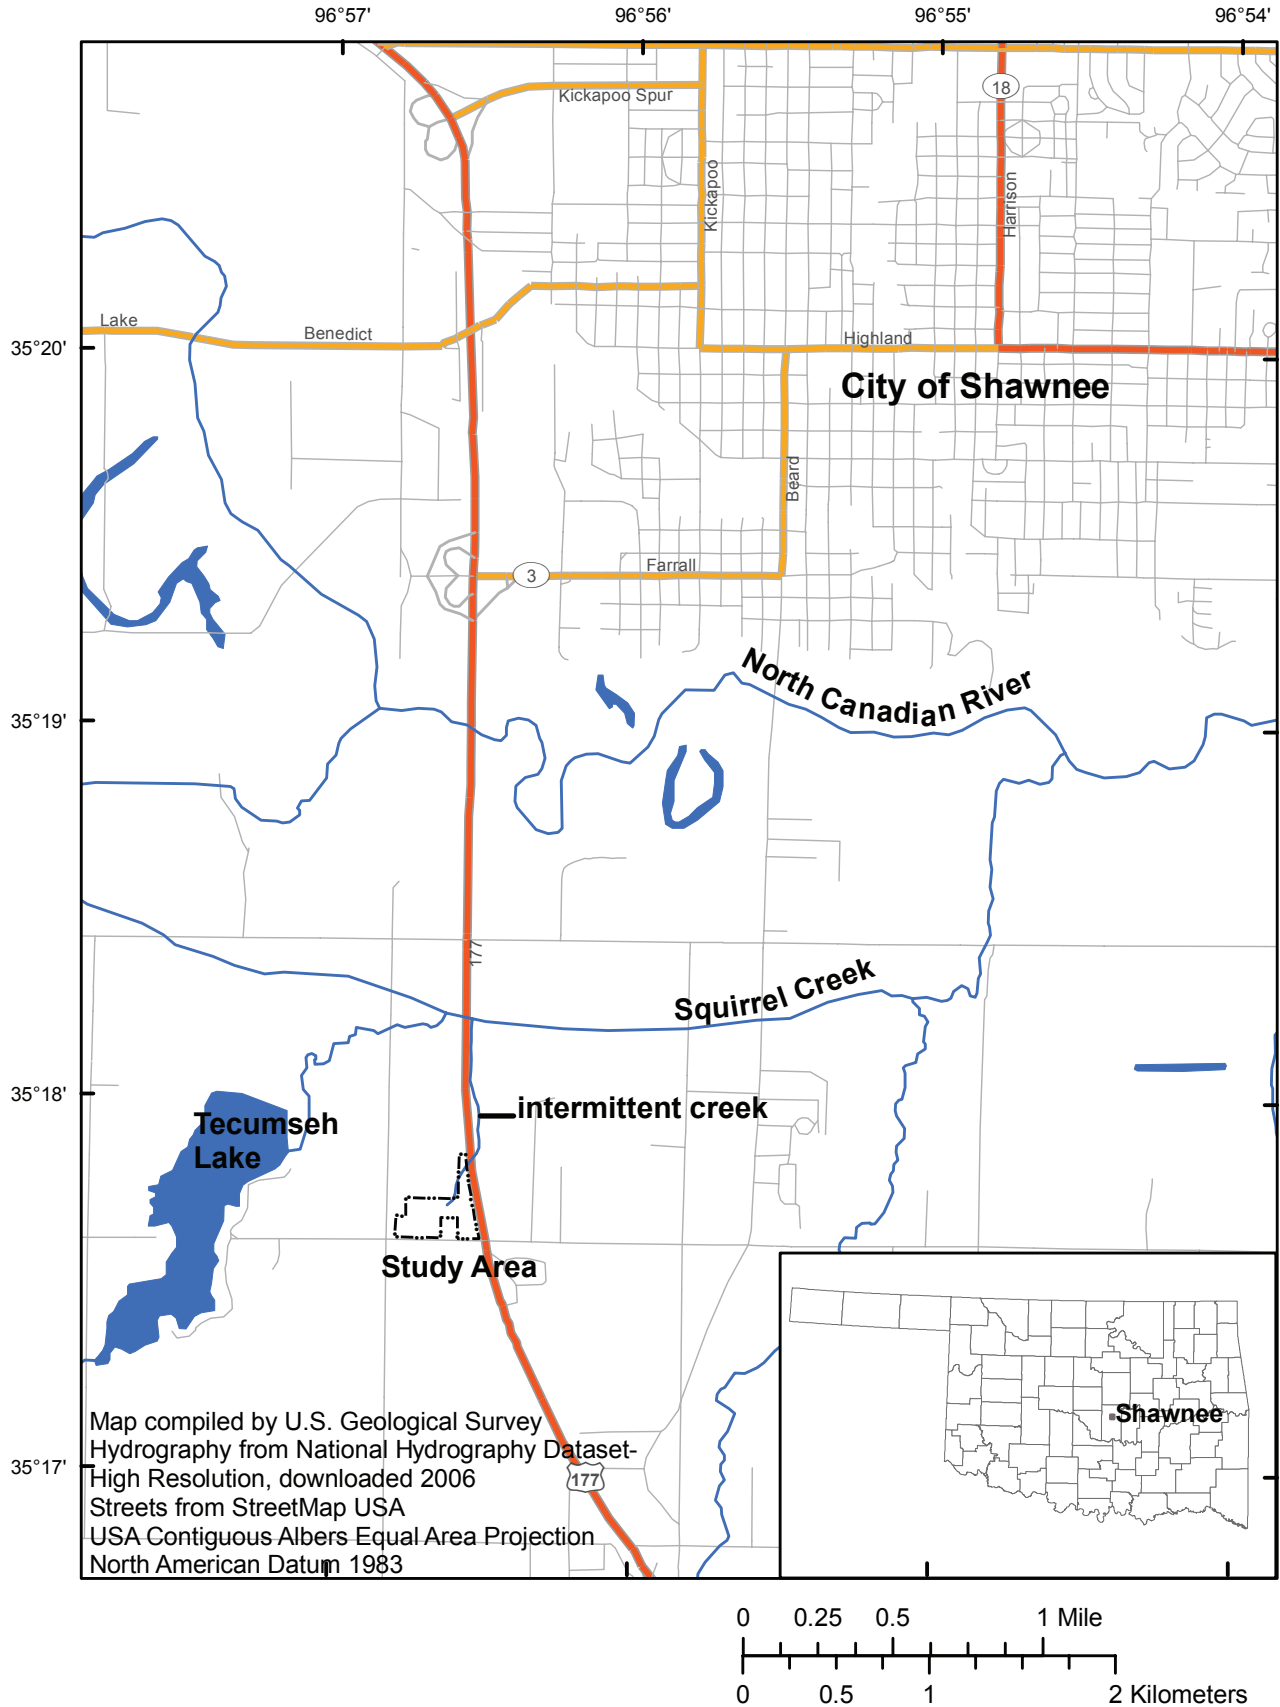 96°57' 96°56' 96°55' 96°54'
Kickapoo Spur
18
Kickapoo
Harrison
Lake
Benedict
Highland
35°20'
City of Shawnee
Beard
Farrall
3
North Canadian River
35°19'
177
Squirrel Creek
35°18'
intermittent creek
Tecumseh
Lake
Study Area
Shawnee
Map compiled by U.S. Geological Survey
Hydrography from National Hydrography Dataset-
High Resolution, downloaded 2006
Streets from StreetMap USA
USA Contiguous Albers Equal Area Projection
North American Datum 1983
35°17'
177
0 0.25 0.5 1 Mile
0 0.5 1 2 Kilometers